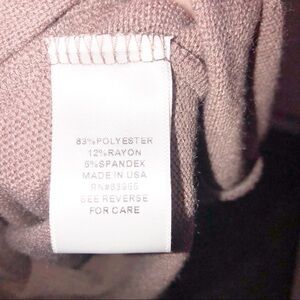 83%POLYESTER
12%RAYON
5%SPANDEX
MADE IN USA
SEE REVERSE
FOR CARE